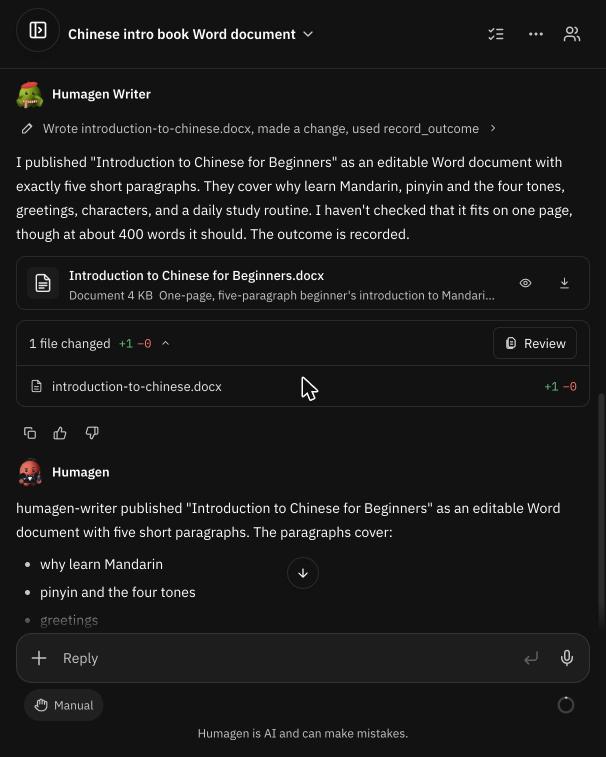 Chinese intro book Word document
Humagen Writer
Wrote introduction-to-chinese.docx, made a change, used record_outcome
I published "Introduction to Chinese for Beginners" as an editable Word document with
exactly five short paragraphs. They cover why learn Mandarin, pinyin and the four tones,
greetings, characters, and a daily study routine. I haven't checked that it fits on one page,
though at about 400 words it should. The outcome is recorded.
Introduction to Chinese for Beginners.docx
Document 4 KB One-page, five-paragraph beginner's introduction to Mandari...
1 file changed +1 −0
Review
introduction-to-chinese.docx +1 −0
Humagen
humagen-writer published "Introduction to Chinese for Beginners" as an editable Word
document with five short paragraphs. The paragraphs cover:
• why learn Mandarin
• pinyin and the four tones
• greetings
Reply
Manual
Humagen is AI and can make mistakes.